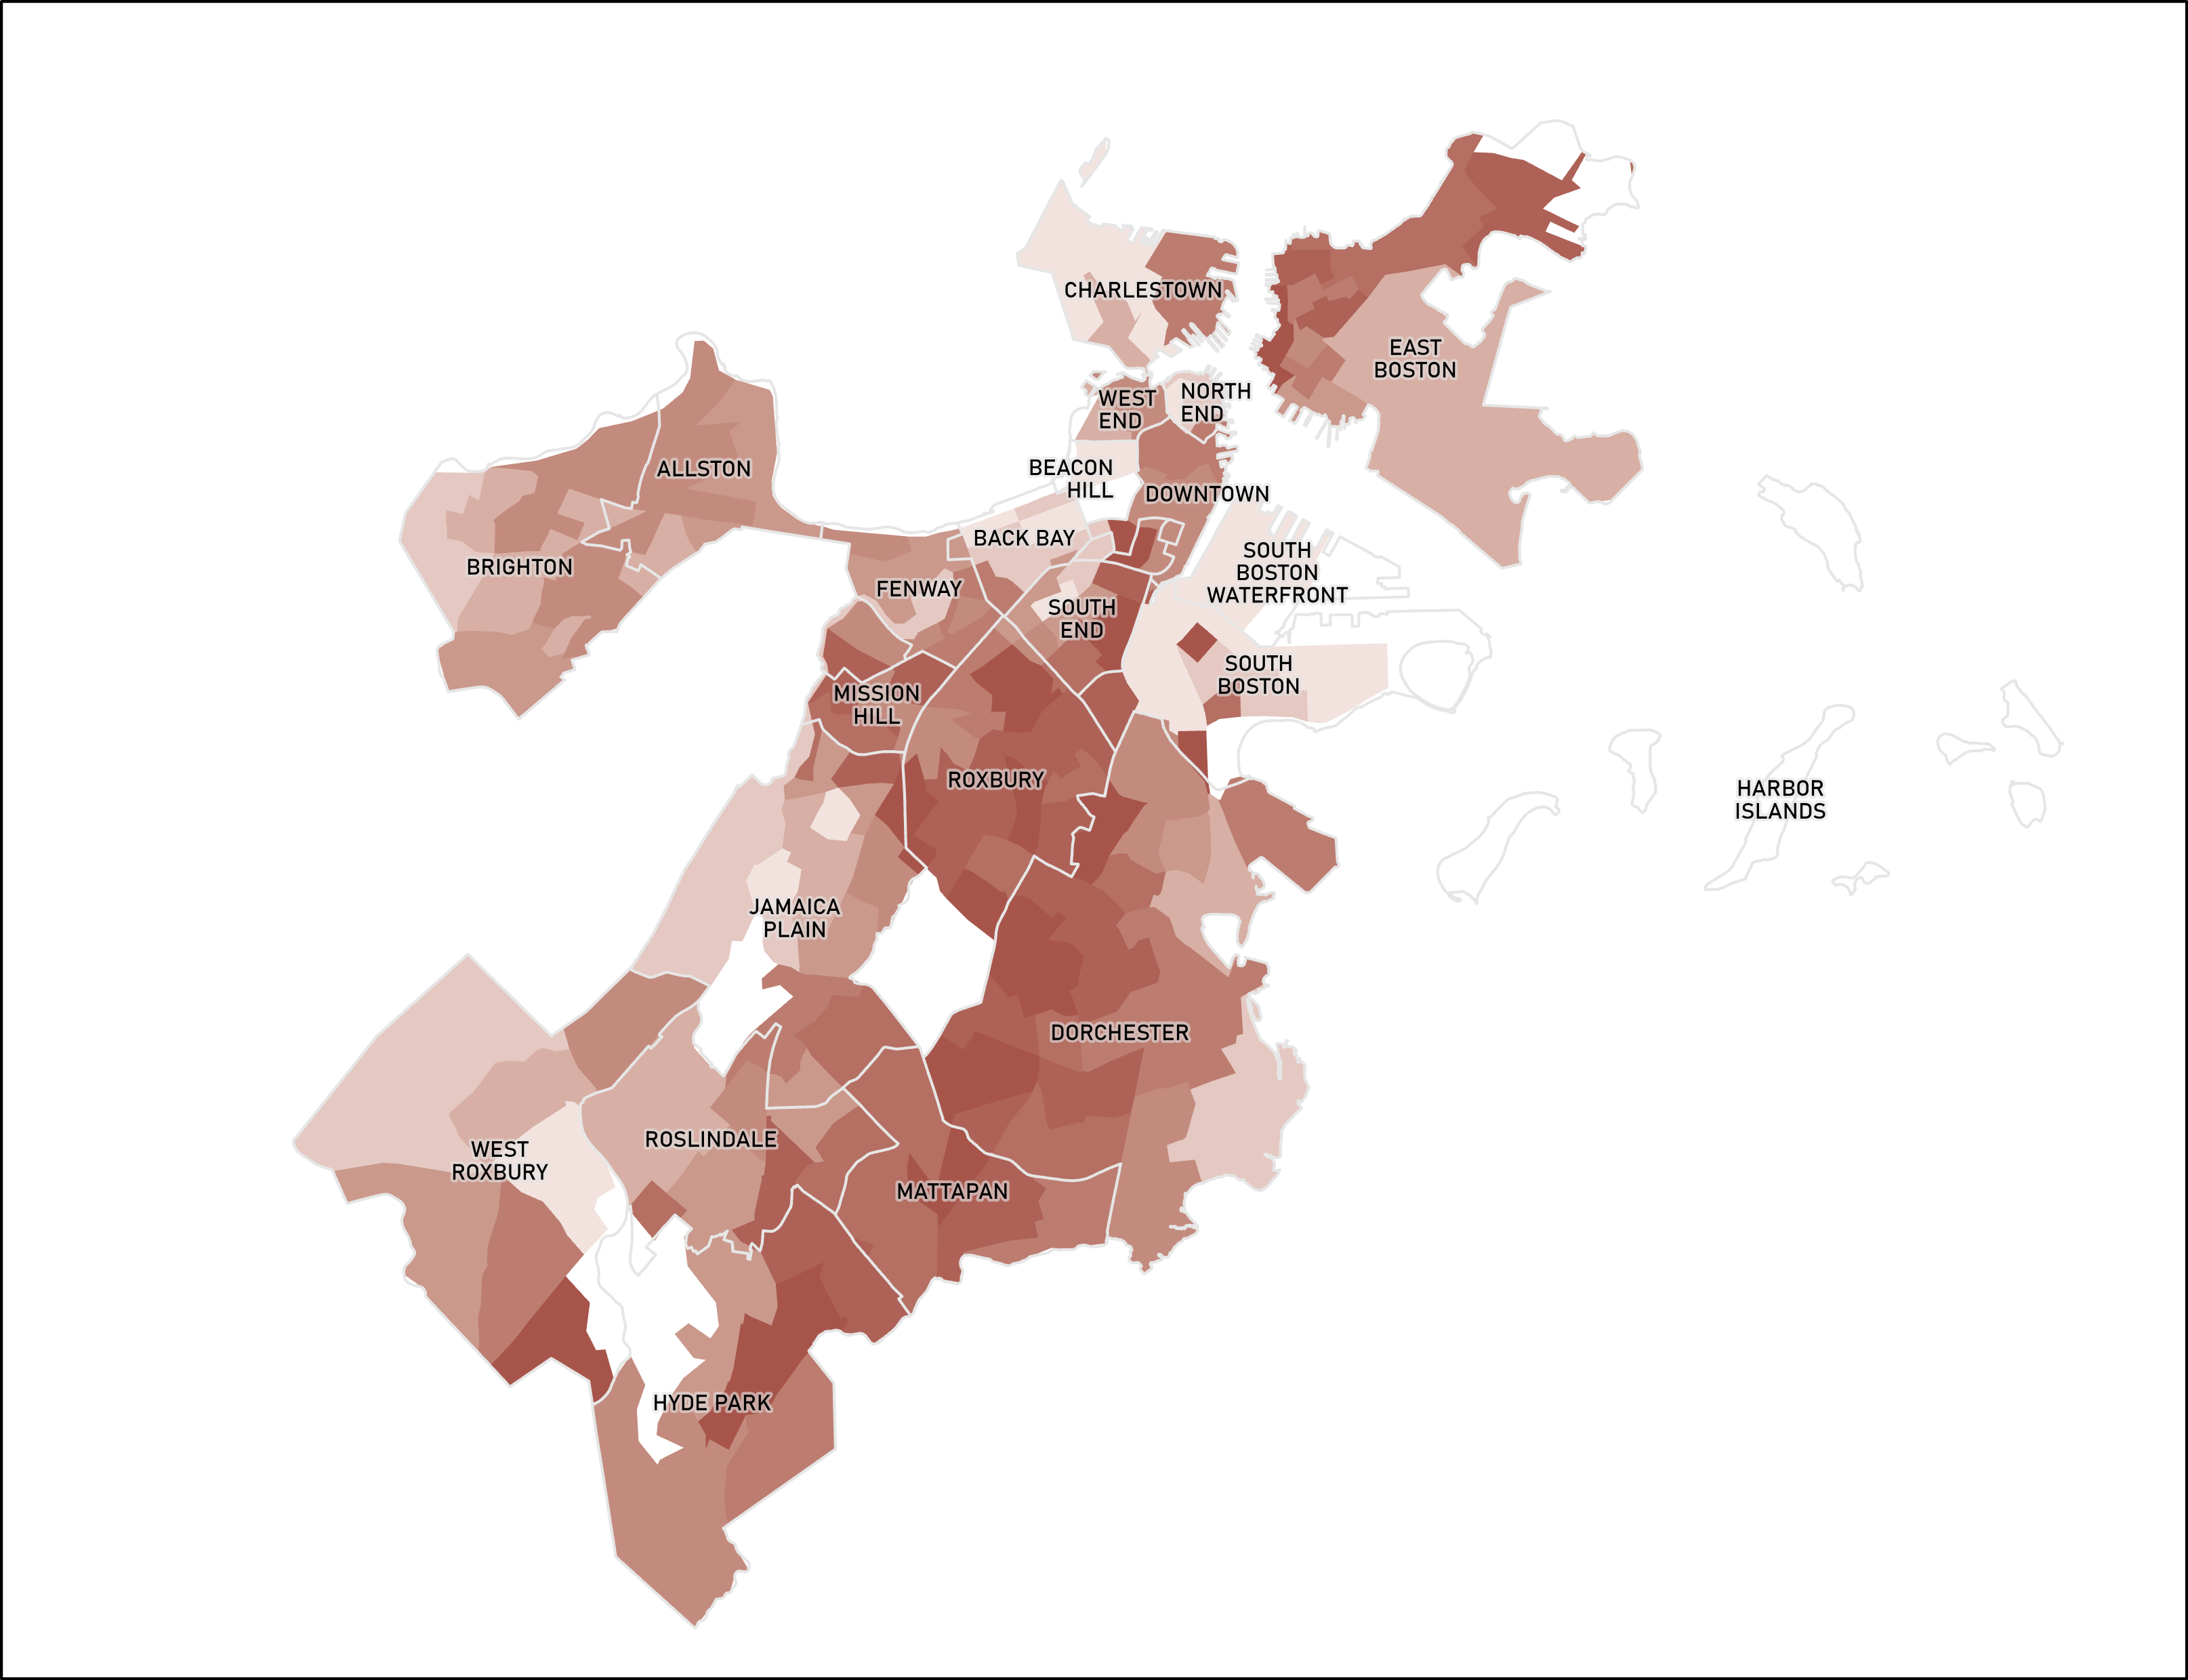 CHARLESTOWN
EAST
BOSTON
WEST
END
NORTH
END
ALLSTON
BEACON
HILL
DOWNTOWN
BACK BAY
BRIGHTON
FENWAY
SOUTH
BOSTON
WATERFRONT
SOUTH
END
SOUTH
BOSTON
MISSION
HILL
ROXBURY
HARBOR
ISLANDS
JAMAICA
PLAIN
DORCHESTER
WEST
ROXBURY
ROSLINDALE
MATTAPAN
HYDE PARK